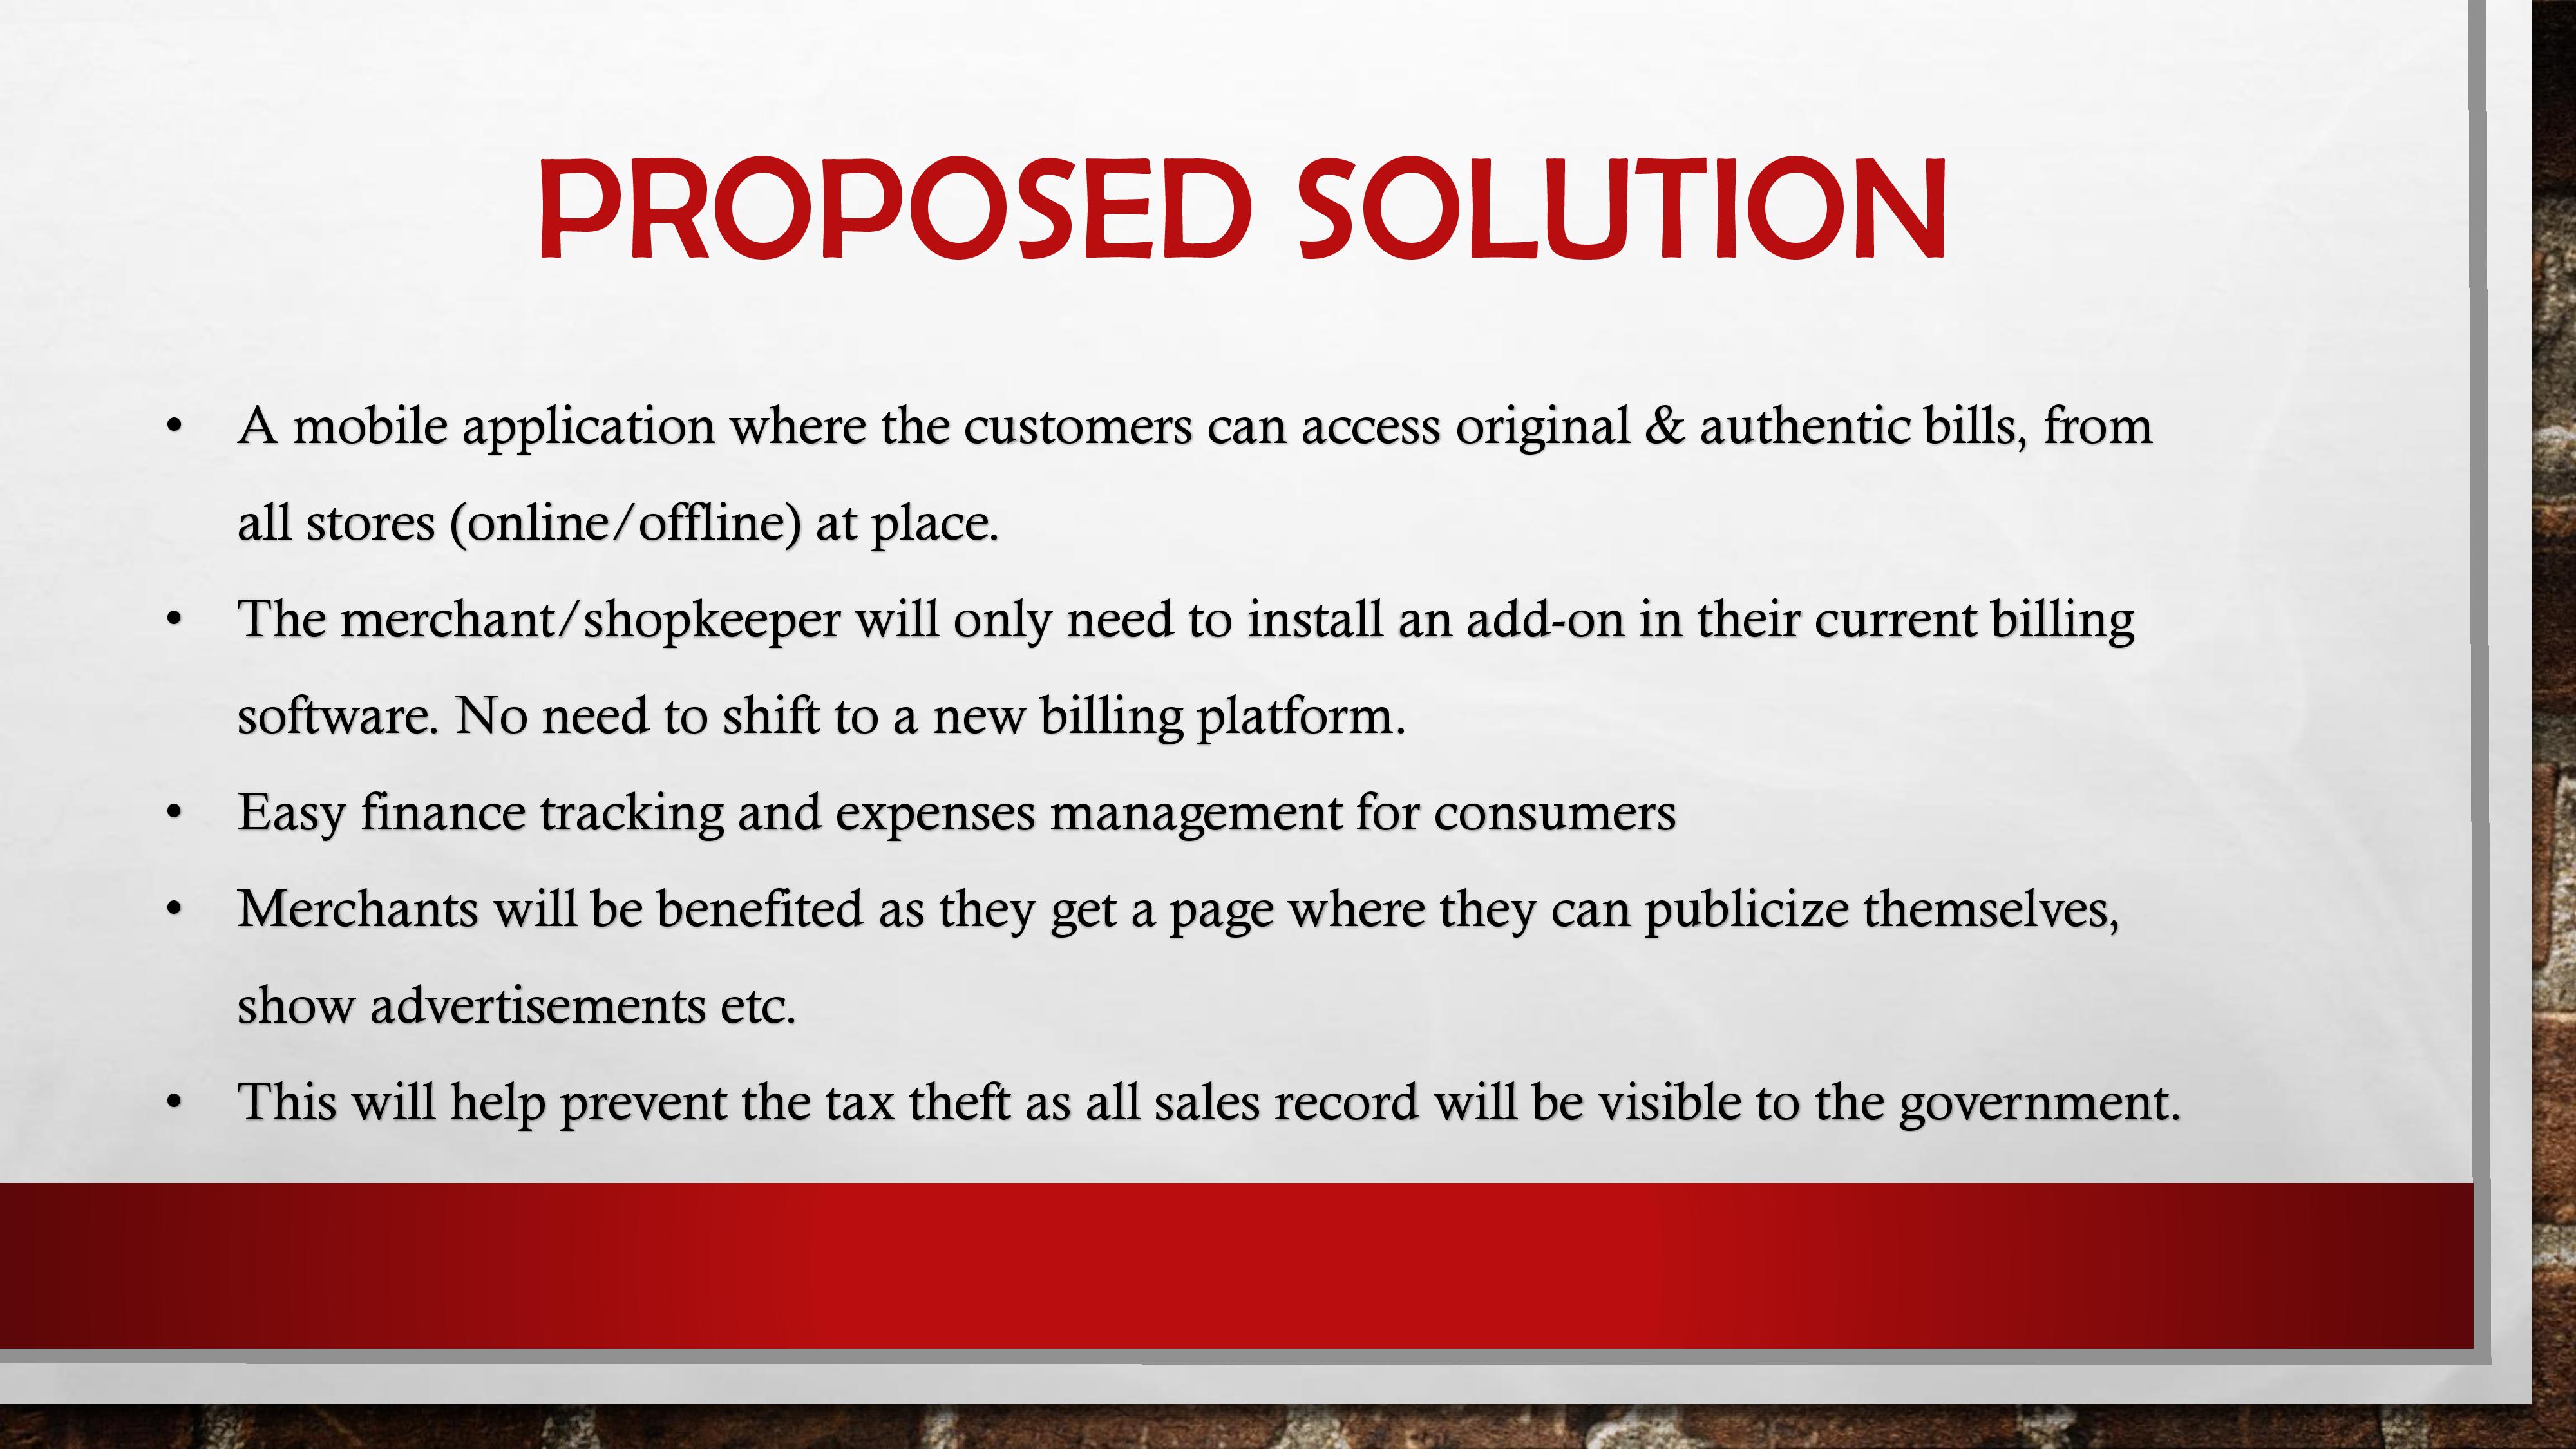 PROPOSED SOLUTION
• A mobile application where the customers can access original & authentic bills, from
all stores (online/offline) at place.
• The merchant/shopkeeper will only need to install an add-on in their current billing
software. No need to shift to a new billing platform.
• Easy finance tracking and expenses management for consumers
• Merchants will be benefited as they get a page where they can publicize themselves,
show advertisements etc.
• This will help prevent the tax theft as all sales record will be visible to the government.